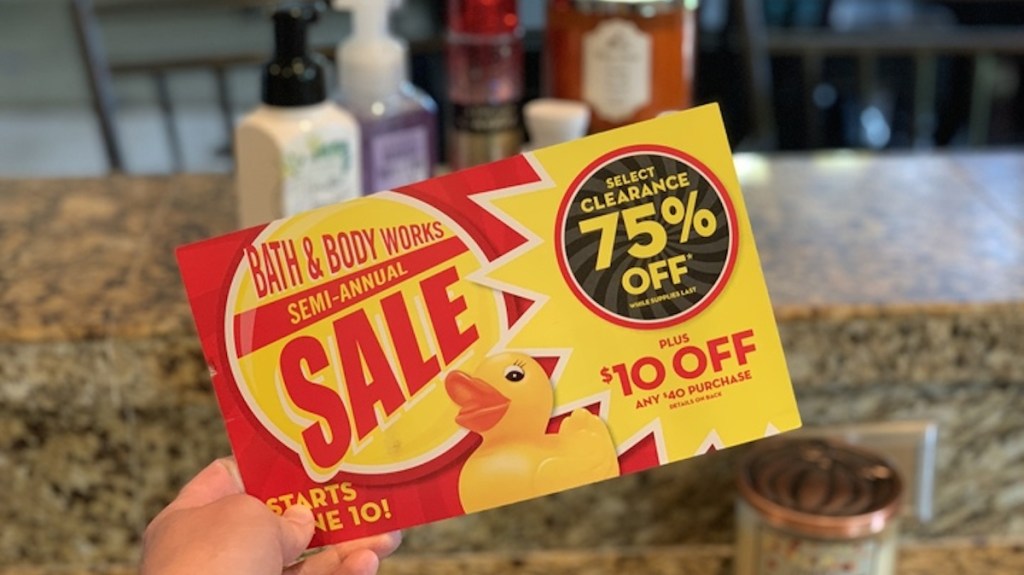 BATH & BODY WORKS
SEMI-ANNUAL
SALE
STARTS
NE 10!
SELECT
CLEARANCE
75%
OFF*
WHILE SUPPLIES LAST
PLUS
$10 OFF
ANY $40 PURCHASE
DETAILS ON BACK